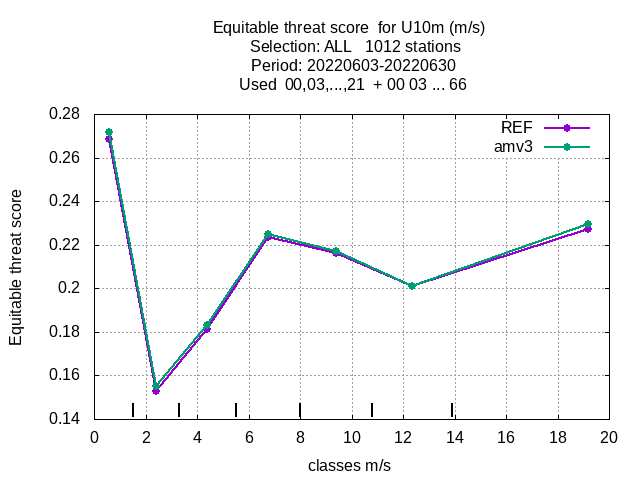 Equitable threat score  for U10m (m/s)
Selection: ALL   1012 stations
Period: 20220603-20220630
Used  00,03,...,21  + 00 03 ... 66
REF
amv3
Equitable threat score
0.28
0.26
0.24
0.22
0.2
0.18
0.16
0.14
0 2 4 6 8 10 12 14 16 18 20
classes m/s